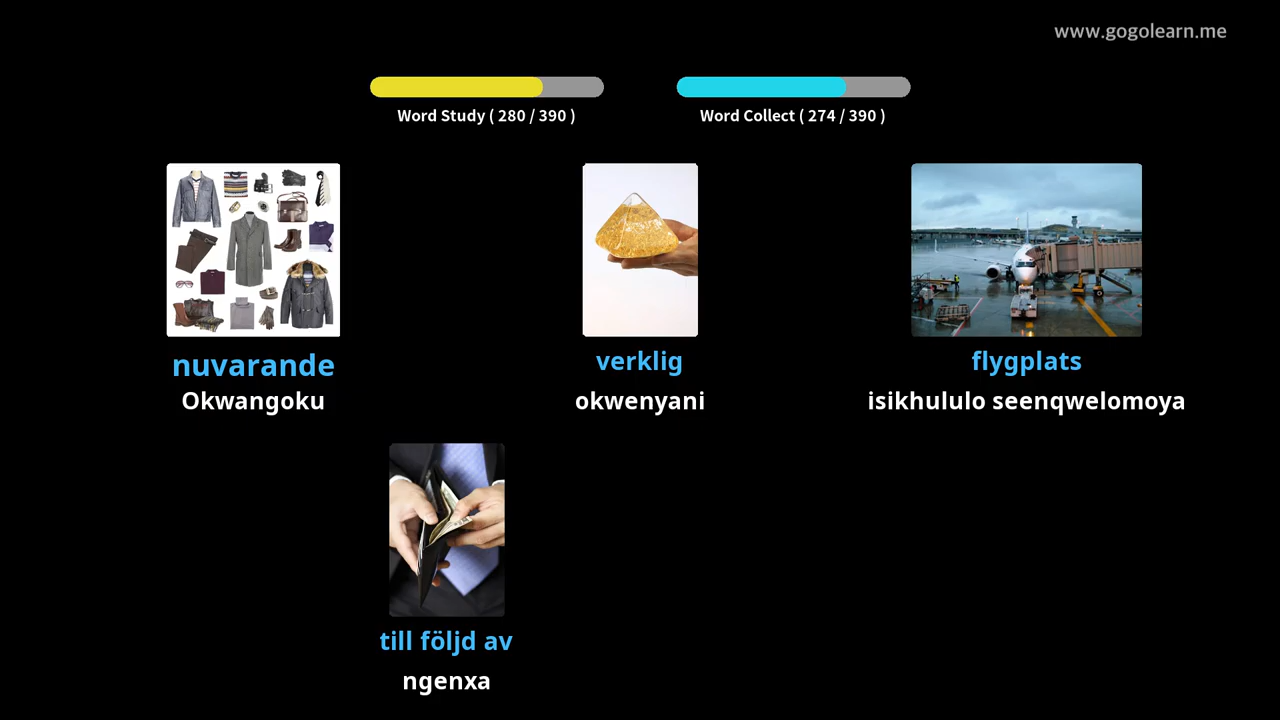 www.gogolearn.me
Word Study ( 280 / 390 )
Word Collect ( 274 / 390 )
nuvarande
Okwangoku
verklig
okwenyani
flygplats
isikhululo seenqwelomoya
till följd av
ngenxa